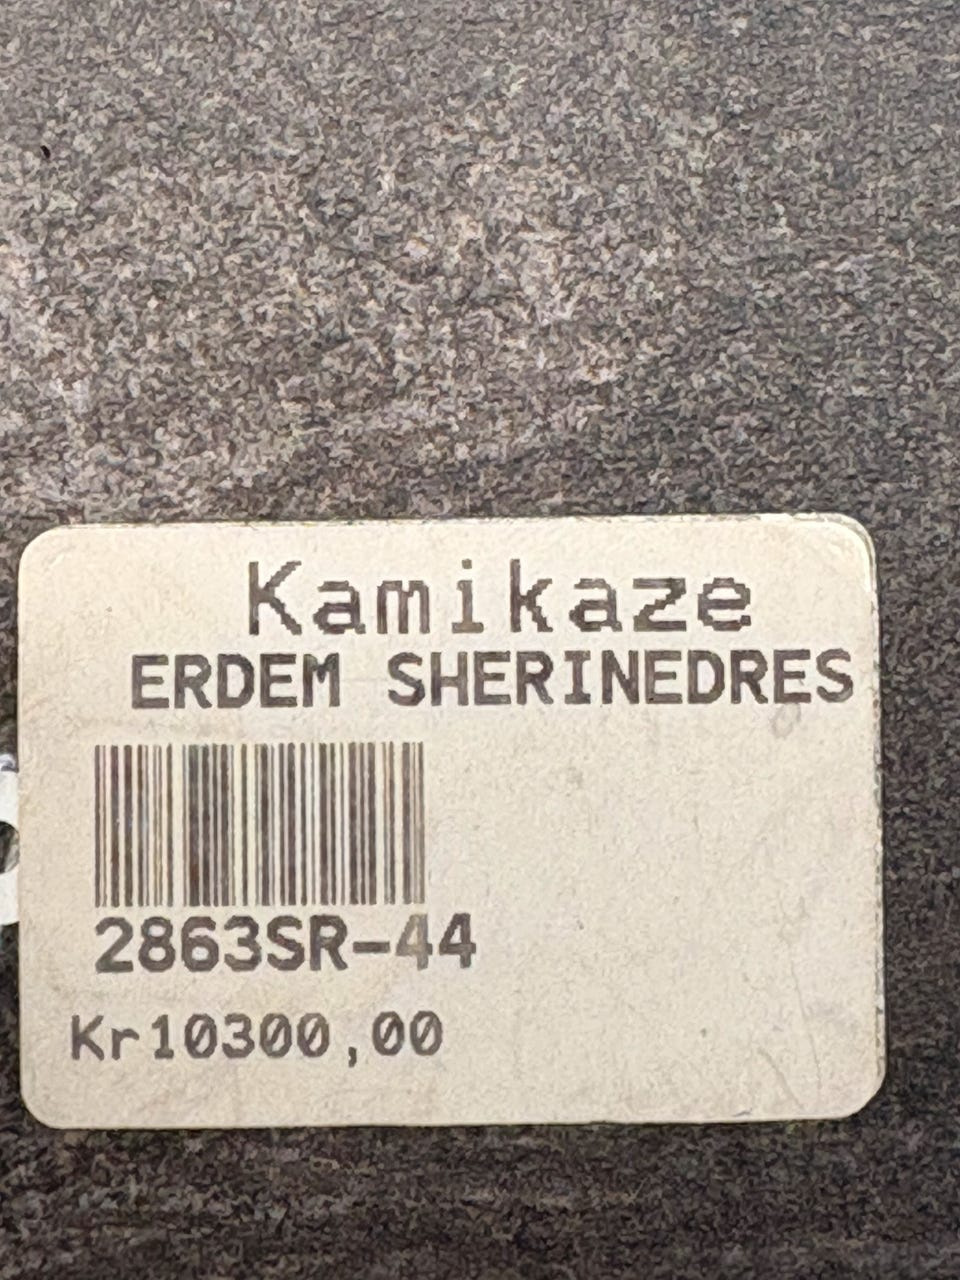 Kamikaze
ERDEM SHERINEDRES
2863SR-44
Kr10300,00